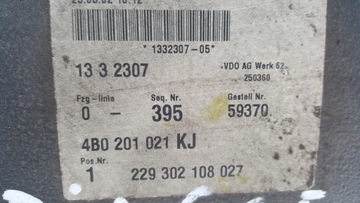 * 1332307-05 *
13 3 2307
VDO AG Werk 62
250360
Fzg - linie Seq. Nr. Gestell Nr.
0 - 395 59370
4B0 201 021 KJ
Pos.Nr.
1 229 302 108 027